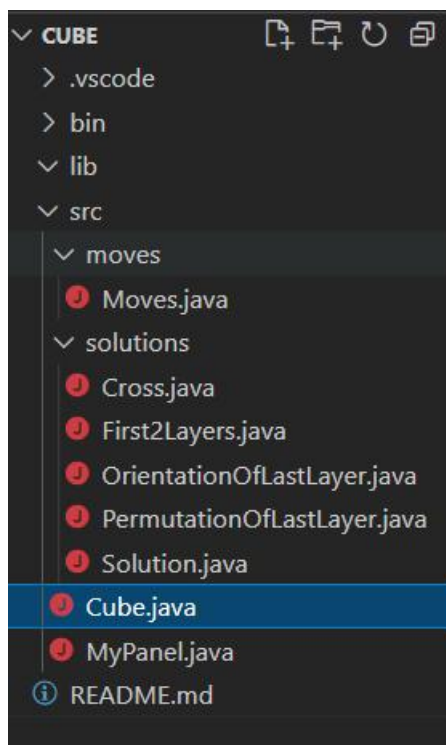 CUBE
.vscode
bin
lib
src
moves
Moves.java
solutions
Cross.java
First2Layers.java
OrientationOfLastLayer.java
PermutationOfLastLayer.java
Solution.java
Cube.java
MyPanel.java
README.md